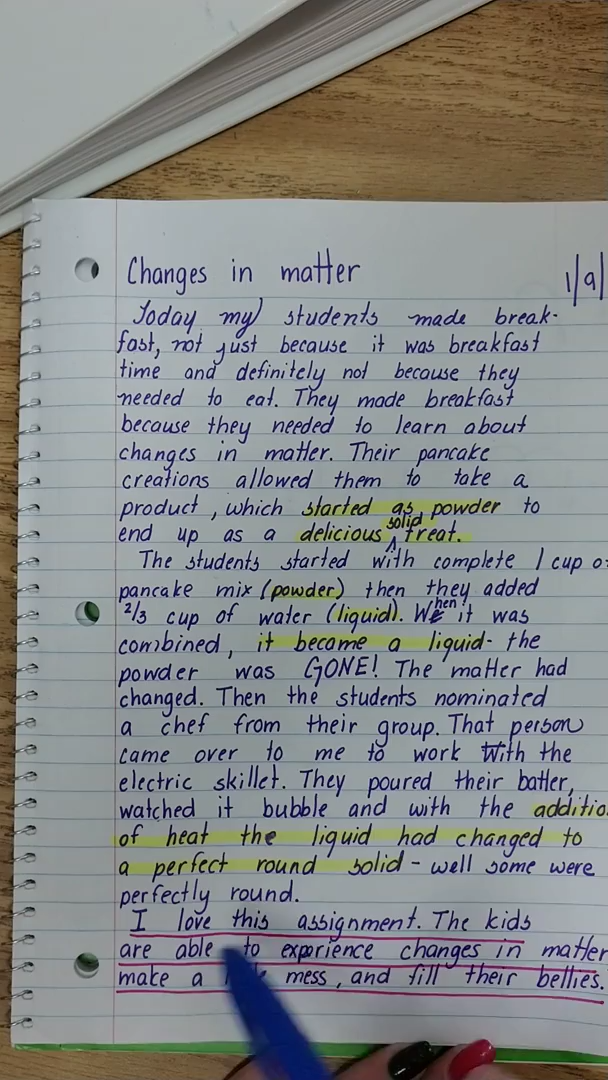 Changes in matter 1/9/
Today my students made break-
fast, not just because it was breakfast
time and definitely not because they
needed to eat. They made breakfast
because they needed to learn about
changes in matter. Their pancake
creations allowed them to take a
product, which started as powder to
end up as a delicious ^solid treat.
The students started with complete 1 cup
pancake mix (powder) then they added
2/3 cup of water (liquid). When it was
combined, it became a liquid - the
powder was GONE! The matter had
changed. Then the students nominated
a chef from their group. That person
came over to me to work With the
electric skillet. They poured their batter,
watched it bubble and with the additio
of heat the liquid had changed to
a perfect round solid - well some were
perfectly round.
I love this assignment. The kids
are able to experience changes in matter
make a mess, and fill their bellies.